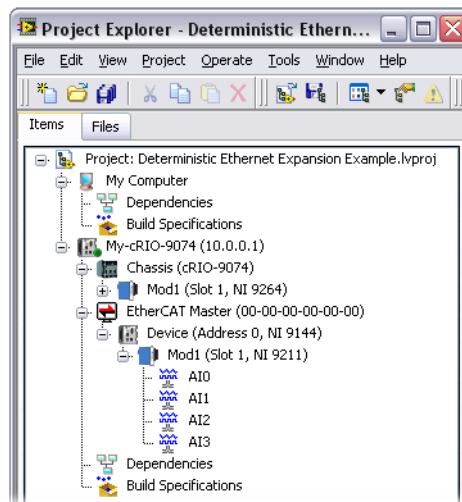 Project Explorer - Deterministic Ethern...
File Edit View Project Operate Tools Window Help
Items Files
Project: Deterministic Ethernet Expansion Example.lvproj
My Computer
Dependencies
Build Specifications
My-cRIO-9074 (10.0.0.1)
Chassis (cRIO-9074)
Mod1 (Slot 1, NI 9264)
EtherCAT Master (00-00-00-00-00-00)
Device (Address 0, NI 9144)
Mod1 (Slot 1, NI 9211)
AI0
AI1
AI2
AI3
Dependencies
Build Specifications